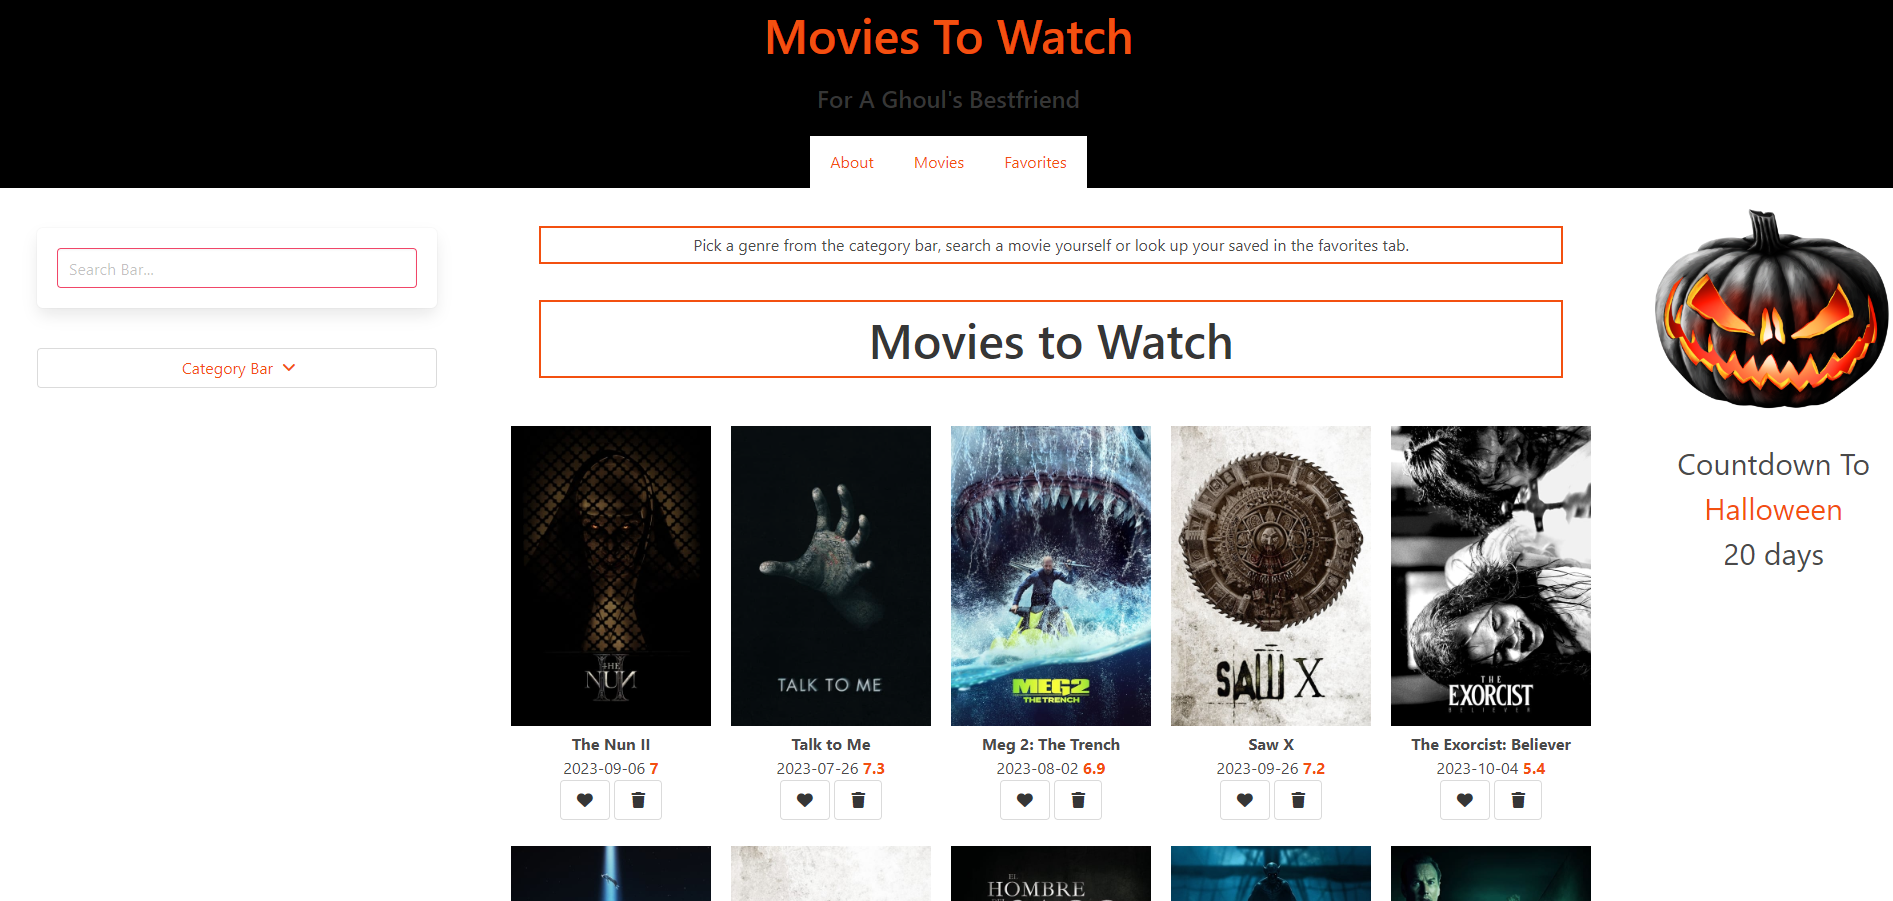 Movies To Watch
For A Ghoul's Bestfriend
About Movies Favorites
Search Bar...
Category Bar
Pick a genre from the category bar, search a movie yourself or look up your saved in the favorites tab.
Movies to Watch
THE
NUN
II
TALK TO ME
MEG2
THE TRENCH
SAW X
THE
EXORCIST
BELIEVER
The Nun II
2023-09-06 7
Talk to Me
2023-07-26 7.3
Meg 2: The Trench
2023-08-02 6.9
Saw X
2023-09-26 7.2
The Exorcist: Believer
2023-10-04 5.4
EL
HOMBRE
Countdown To
Halloween
20 days